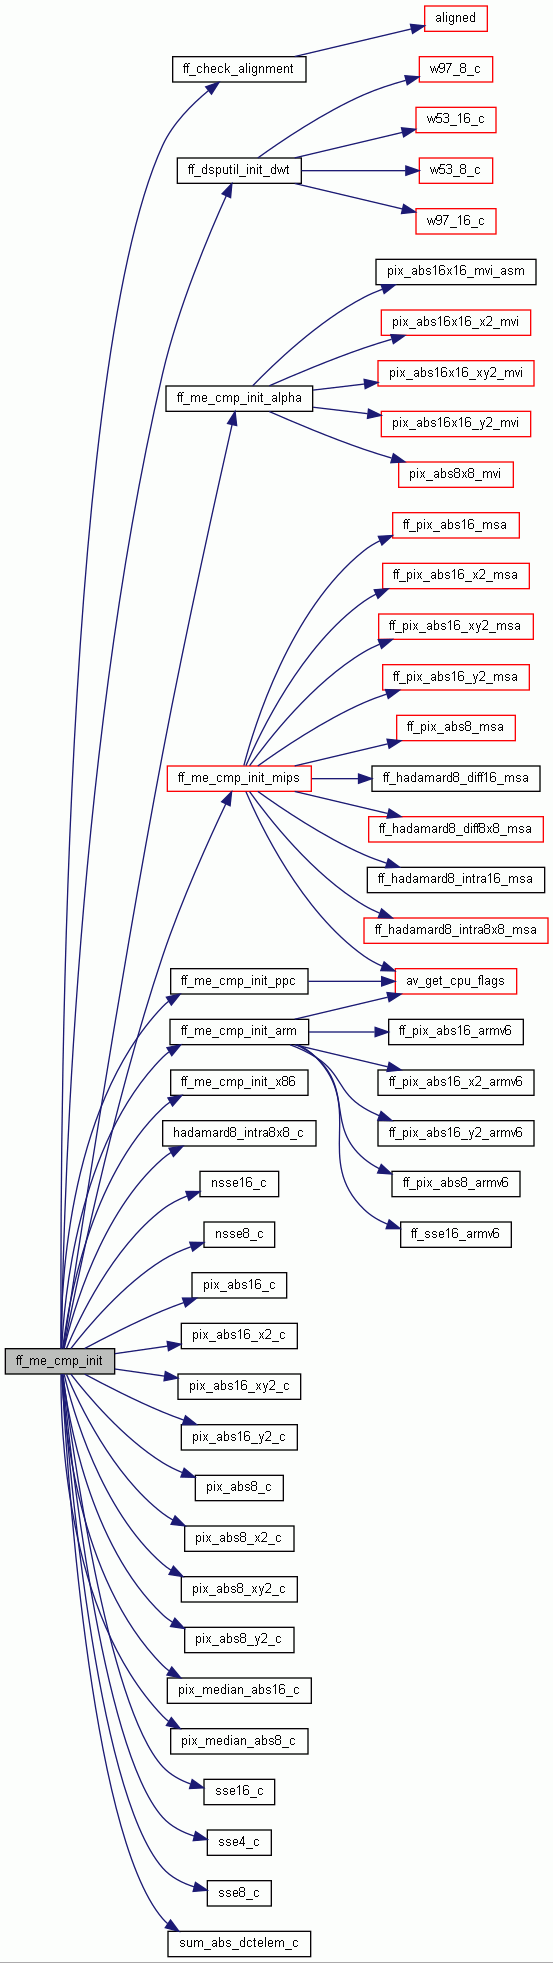 aligned
ff_check_alignment
w97_8_c
w53_16_c
ff_dsputil_init_dwt
w53_8_c
w97_16_c
pix_abs16x16_mvi_asm
pix_abs16x16_x2_mvi
pix_abs16x16_xy2_mvi
ff_me_cmp_init_alpha
pix_abs16x16_y2_mvi
pix_abs8x8_mvi
ff_pix_abs16_msa
ff_pix_abs16_x2_msa
ff_pix_abs16_xy2_msa
ff_pix_abs16_y2_msa
ff_pix_abs8_msa
ff_me_cmp_init_mips
ff_hadamard8_diff16_msa
ff_hadamard8_diff8x8_msa
ff_hadamard8_intra16_msa
ff_hadamard8_intra8x8_msa
ff_me_cmp_init_ppc
av_get_cpu_flags
ff_me_cmp_init_arm
ff_pix_abs16_armv6
ff_me_cmp_init_x86
ff_pix_abs16_x2_armv6
hadamard8_intra8x8_c
ff_pix_abs16_y2_armv6
nsse16_c
ff_pix_abs8_armv6
nsse8_c
ff_sse16_armv6
pix_abs16_c
pix_abs16_x2_c
ff_me_cmp_init
pix_abs16_xy2_c
pix_abs16_y2_c
pix_abs8_c
pix_abs8_x2_c
pix_abs8_xy2_c
pix_abs8_y2_c
pix_median_abs16_c
pix_median_abs8_c
sse16_c
sse4_c
sse8_c
sum_abs_dctelem_c